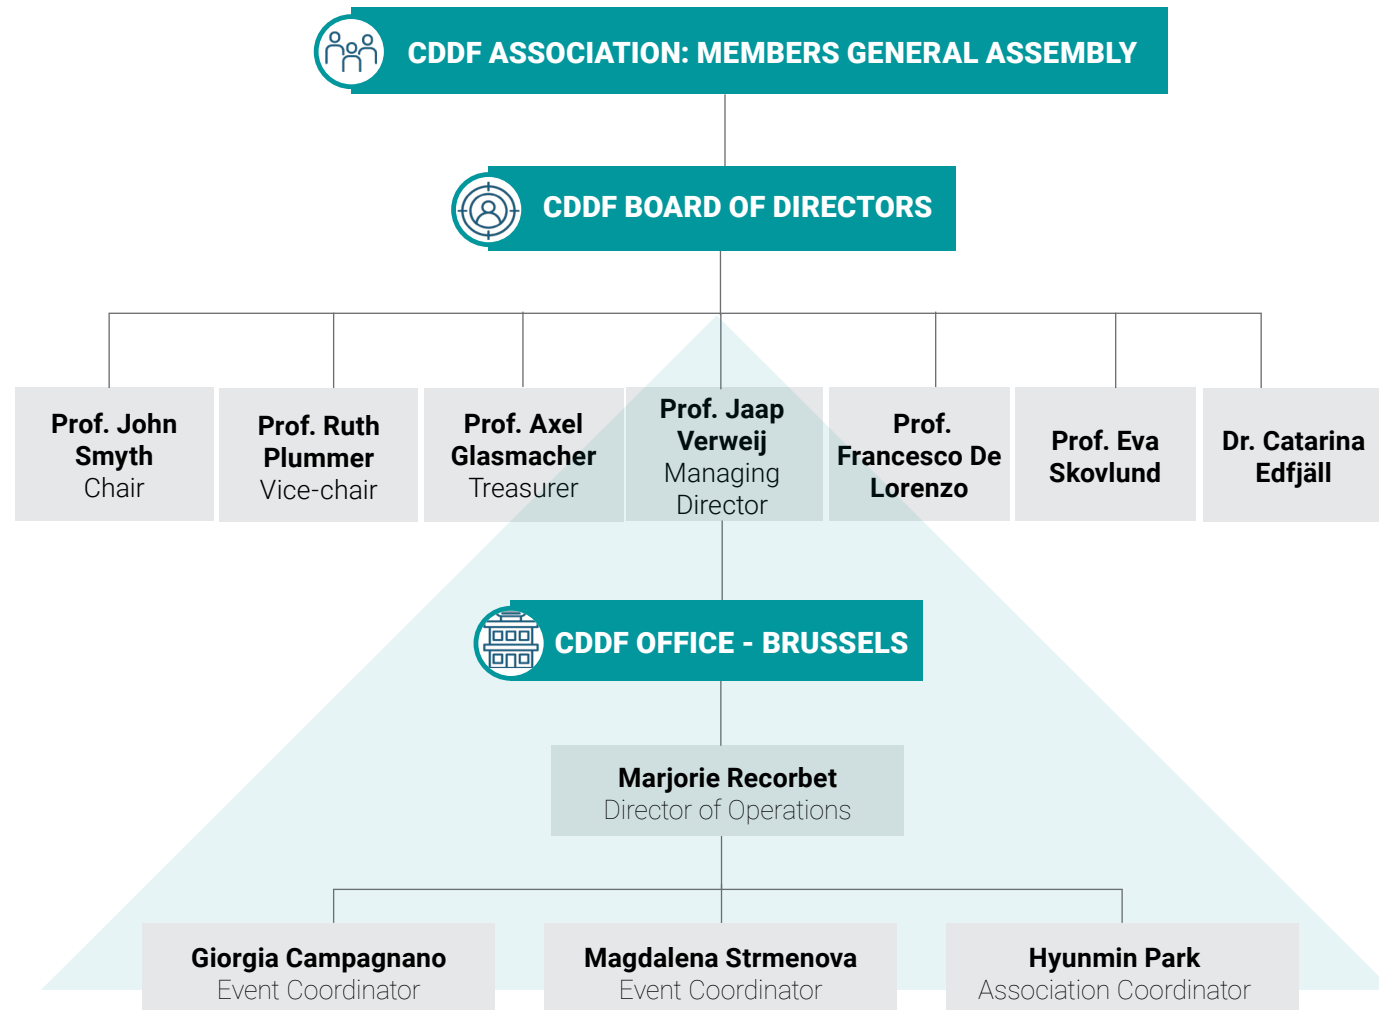 CDDF ASSOCIATION: MEMBERS GENERAL ASSEMBLY
CDDF BOARD OF DIRECTORS
Prof. John
Smyth
Chair
Prof. Ruth
Plummer
Vice-chair
Prof. Axel
Glasmacher
Treasurer
Prof. Jaap
Verweij
Managing
Director
Prof.
Francesco De
Lorenzo
Prof. Eva
Skovlund
Dr. Catarina
Edfjäll
CDDF OFFICE - BRUSSELS
Marjorie Recorbet
Director of Operations
Giorgia Campagnano
Event Coordinator
Magdalena Strmenova
Event Coordinator
Hyunmin Park
Association Coordinator